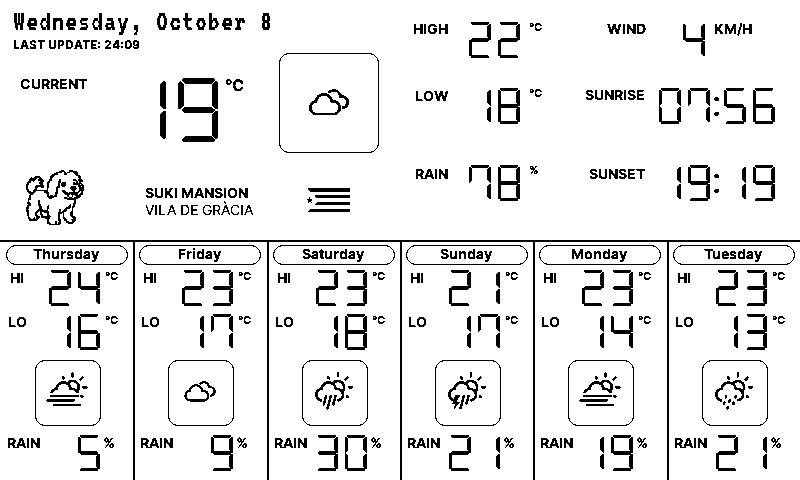 Wednesday, October 8
LAST UPDATE: 24:09
CURRENT 19 °C
HIGH 22 °C
LOW 18 °C
RAIN 78 %
WIND 4 KM/H
SUNRISE 07:56
SUNSET 19:19
SUKI MANSION
VILA DE GRÀCIA
Thursday
HI 24 °C
LO 16 °C
RAIN 5 %
Friday
HI 23 °C
LO 17 °C
RAIN 9 %
Saturday
HI 23 °C
LO 18 °C
RAIN 30 %
Sunday
HI 21 °C
LO 17 °C
RAIN 21 %
Monday
HI 23 °C
LO 14 °C
RAIN 19 %
Tuesday
HI 23 °C
LO 13 °C
RAIN 21 %